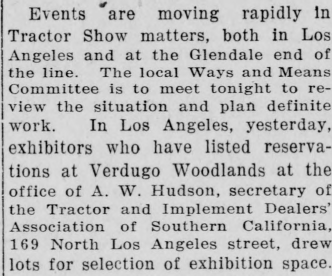 Events are moving rapidly in
Tractor Show matters, both in Los
Angeles and at the Glendale end of
the line. The local Ways and Means
Committee is to meet tonight to re-
view the situation and plan definite
work. In Los Angeles, yesterday,
exhibitors who have listed reserva-
tions at Verdugo Woodlands at the
office of A. W. Hudson, secretary of
the Tractor and Implement Dealers'
Association of Southern California,
169 North Los Angeles street, drew
lots for selection of exhibition space.